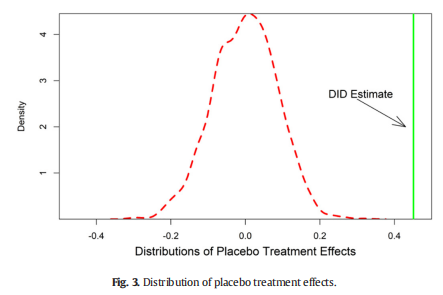 4
3
2
1
Density
DID Estimate
-0.4 -0.2 0.0 0.2 0.4
Distributions of Placebo Treatment Effects
Fig. 3. Distribution of placebo treatment effects.